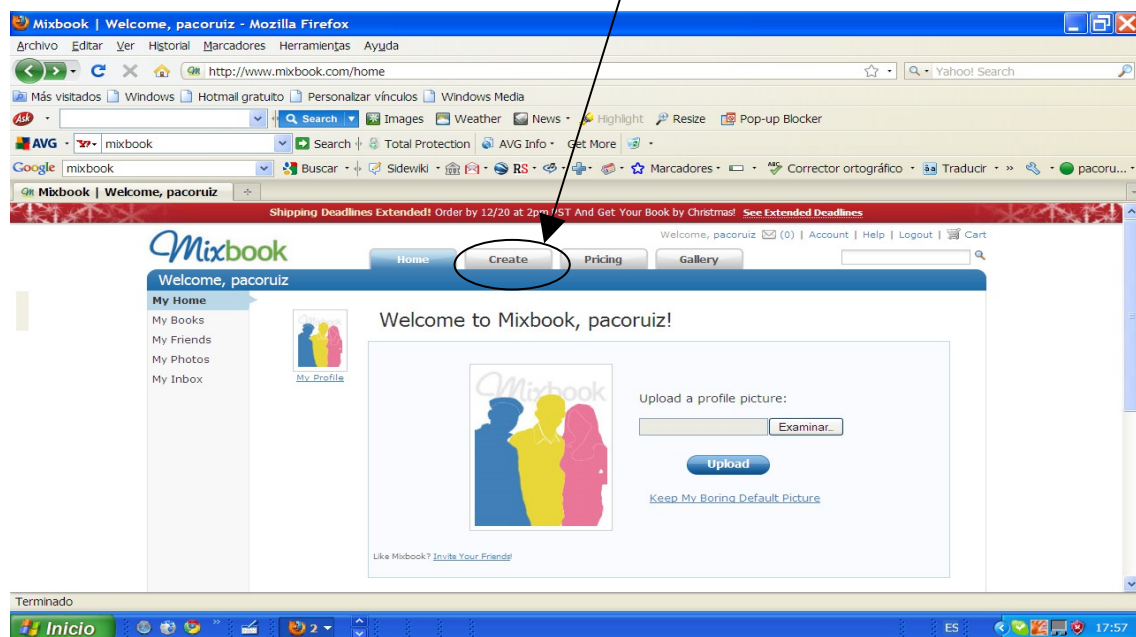 Mixbook | Welcome, pacoruiz - Mozilla Firefox
Archivo Editar Ver Historial Marcadores Herramientas Ayuda
http://www.mixbook.com/home Yahoo! Search
Más visitados Windows Hotmail gratuito Personalizar vínculos Windows Media
Ask Search Images Weather News Highlight Resize Pop-up Blocker
AVG Y? mixbook Search Total Protection AVG Info Get More
Google mixbook Buscar Sidewiki RS Marcadores Corrector ortográfico Traducir » pacoru...
Mixbook | Welcome, pacoruiz
Shipping Deadlines Extended! Order by 12/20 at 2pm PST And Get Your Book by Christmas! See Extended Deadlines
Welcome, pacoruiz (0) | Account | Help | Logout | Cart
Mixbook
Home Create Pricing Gallery
Welcome, pacoruiz
My Home
My Books
My Friends
My Photos
My Inbox
My Profile
Welcome to Mixbook, pacoruiz!
Mixbook
Upload a profile picture:
Examinar...
Upload
Keep My Boring Default Picture
Like Mixbook? Invite Your Friends!
Terminado
Inicio » 2 ES 17:57